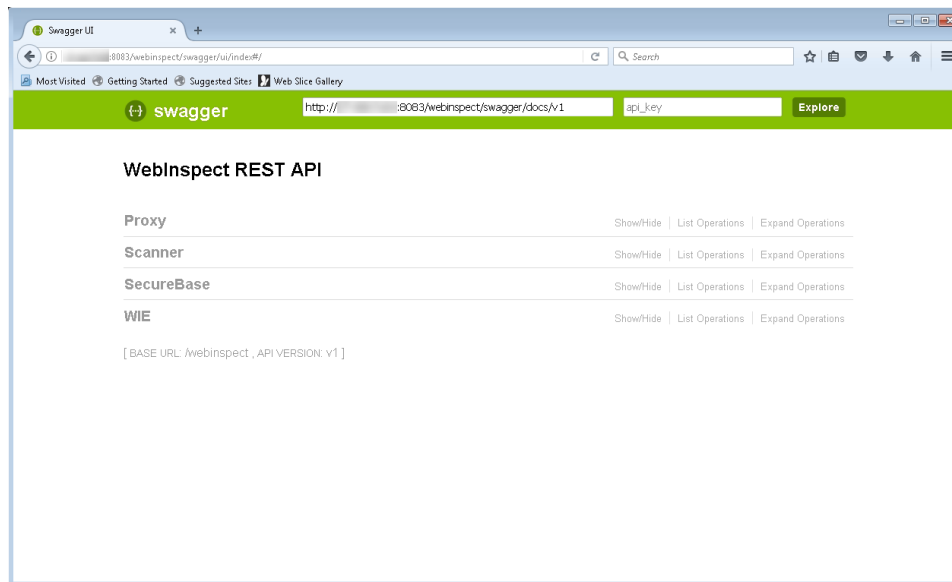 Swagger UI
:8083/webinspect/swagger/ui/index#/
Search
Most Visited Getting Started Suggested Sites Web Slice Gallery
swagger http:// :8083/webinspect/swagger/docs/v1 api_key Explore
WebInspect REST API
Proxy Show/Hide List Operations Expand Operations
Scanner Show/Hide List Operations Expand Operations
SecureBase Show/Hide List Operations Expand Operations
WIE Show/Hide List Operations Expand Operations
[ BASE URL: /webinspect , API VERSION: v1 ]